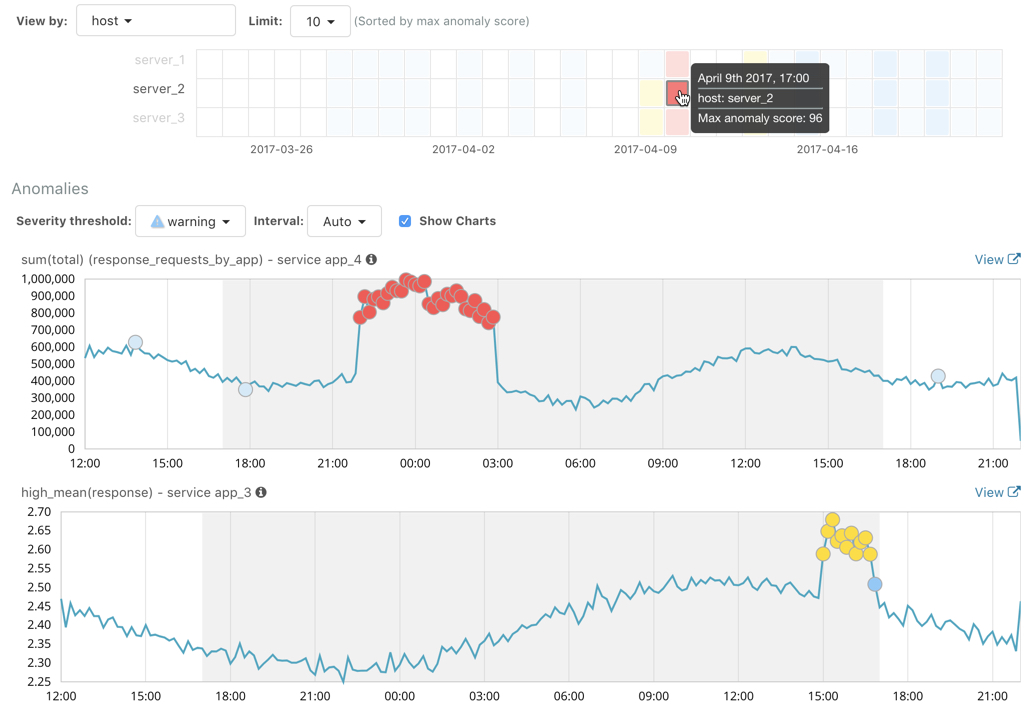 View by: host Limit: 10 (Sorted by max anomaly score)
server_1
April 9th 2017, 17:00
server_2
host: server_2
server_3
Max anomaly score: 96
2017-03-26 2017-04-02 2017-04-09 2017-04-16
Anomalies
Severity threshold: warning Interval: Auto Show Charts
sum(total) (response_requests_by_app) - service app_4 View
1,000,000
900,000
800,000
700,000
600,000
500,000
400,000
300,000
200,000
100,000
0
12:00 15:00 18:00 21:00 00:00 03:00 06:00 09:00 12:00 15:00 18:00 21:00
high_mean(response) - service app_3 View
2.70
2.65
2.60
2.55
2.50
2.45
2.40
2.35
2.30
2.25
12:00 15:00 18:00 21:00 00:00 03:00 06:00 09:00 12:00 15:00 18:00 21:00